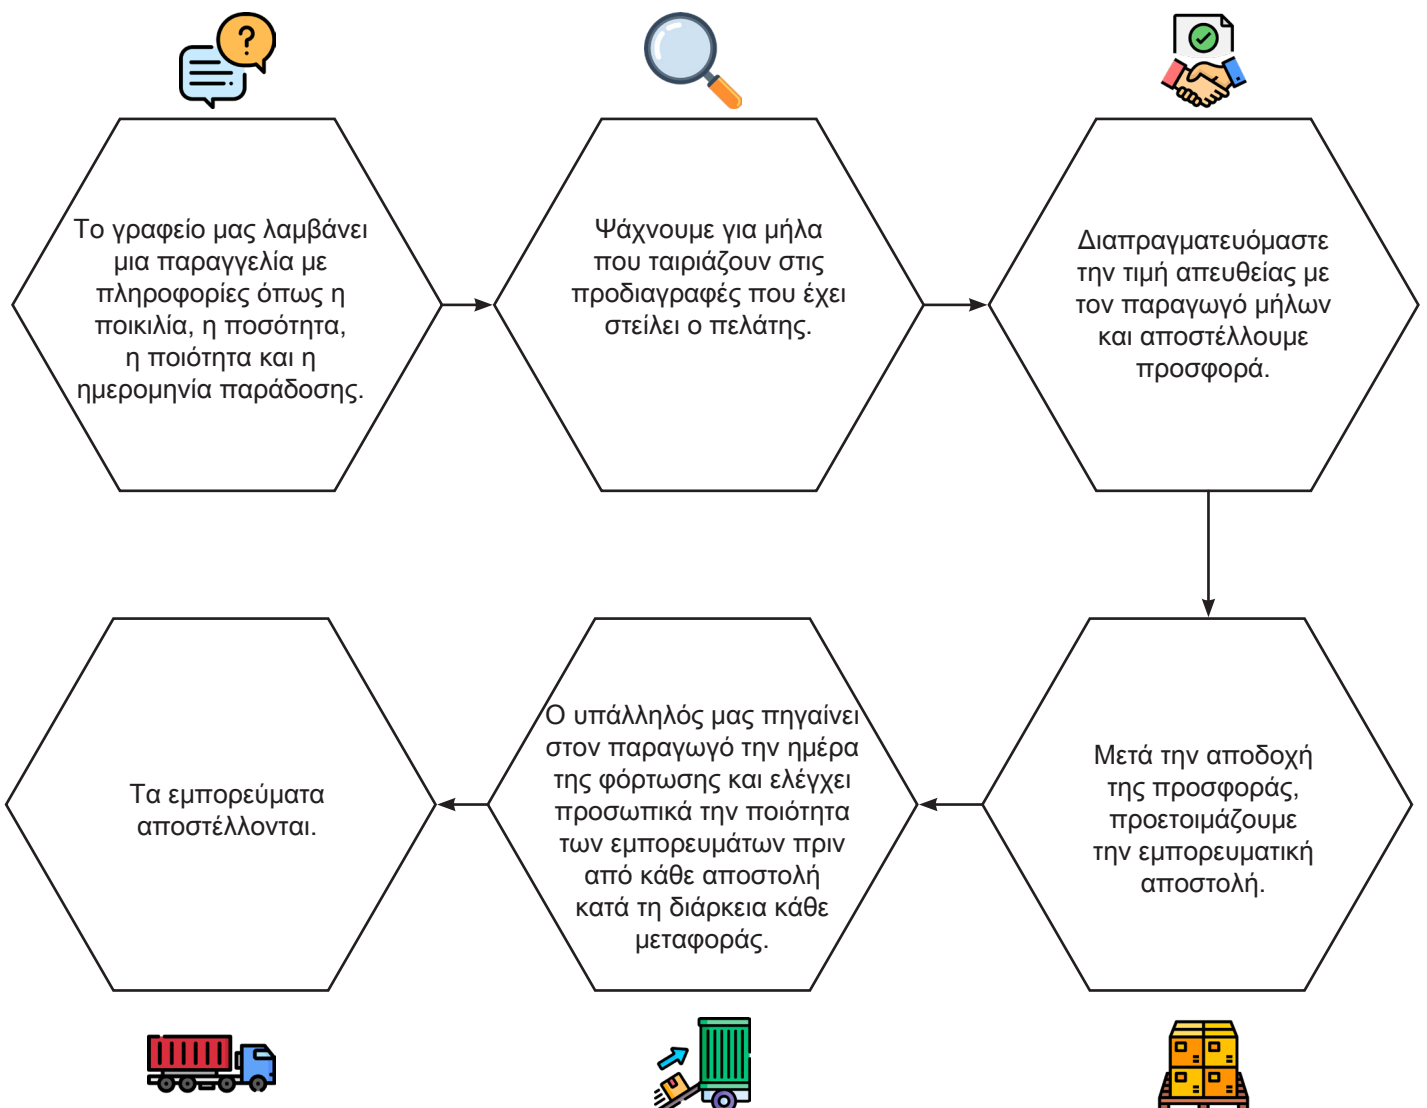 Το γραφείο μας λαμβάνει
μια παραγγελία με
πληροφορίες όπως η
ποικιλία, η ποσότητα,
η ποιότητα και η
ημερομηνία παράδοσης.
Ψάχνουμε για μήλα
που ταιριάζουν στις
προδιαγραφές που έχει
στείλει ο πελάτης.
Διαπραγματευόμαστε
την τιμή απευθείας με
τον παραγωγό μήλων
και αποστέλλουμε
προσφορά.
Μετά την αποδοχή
της προσφοράς,
προετοιμάζουμε
την εμπορευματική
αποστολή.
Ο υπάλληλός μας πηγαίνει
στον παραγωγό την ημέρα
της φόρτωσης και ελέγχει
προσωπικά την ποιότητα
των εμπορευμάτων πριν
από κάθε αποστολή
κατά τη διάρκεια κάθε
μεταφοράς.
Τα εμπορεύματα
αποστέλλονται.